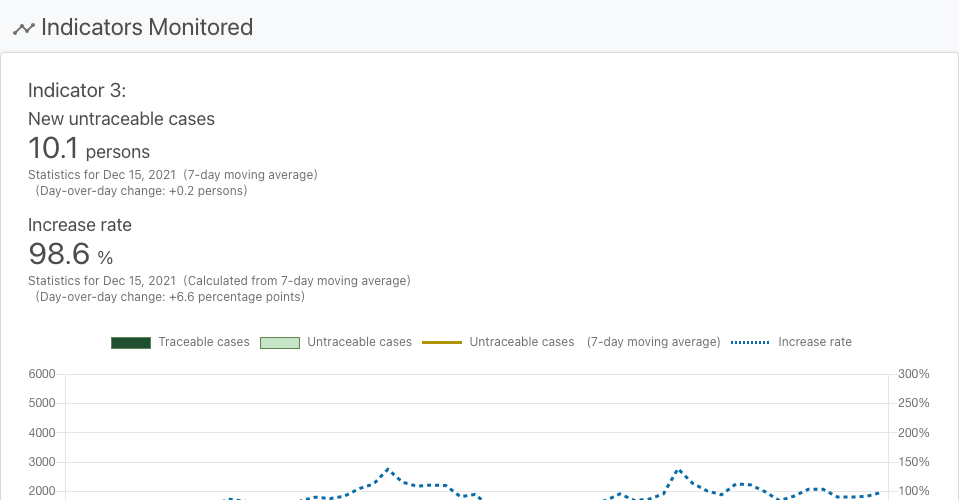 Indicators Monitored
Indicator 3:
New untraceable cases
10.1 persons
Statistics for Dec 15, 2021 (7-day moving average)
(Day-over-day change: +0.2 persons)
Increase rate
98.6 %
Statistics for Dec 15, 2021 (Calculated from 7-day moving average)
(Day-over-day change: +6.6 percentage points)
Traceable cases Untraceable cases Untraceable cases (7-day moving average) Increase rate
6000 300%
5000 250%
4000 200%
3000 150%
2000 100%